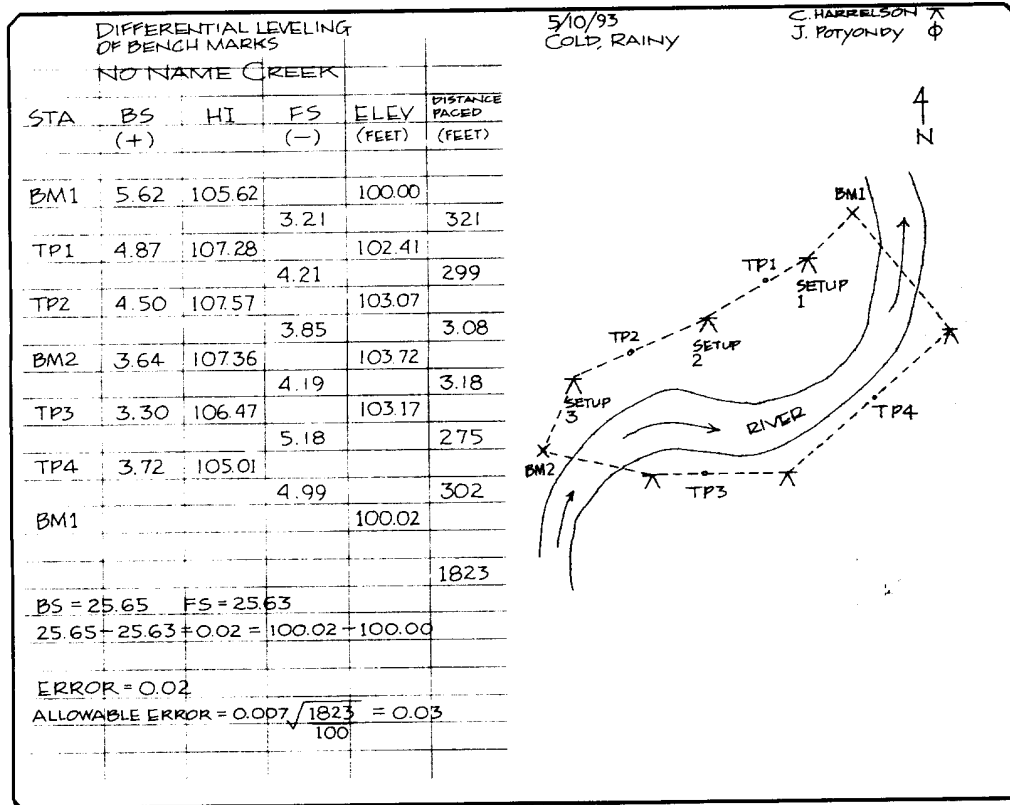 DIFFERENTIAL LEVELING
OF BENCH MARKS
NO NAME CREEK
5/10/93
COLD, RAINY
C. HARRELSON
J. POTYONDY Φ
STA BS HI FS ELEV DISTANCE PACED
(+) (−) (FEET) (FEET)
BM1 5.62 105.62 100.00
3.21 321
TP1 4.87 107.28 102.41
4.21 299
TP2 4.50 107.57 103.07
3.85 3.08
BM2 3.64 107.36 103.72
4.19 3.18
TP3 3.30 106.47 103.17
5.18 275
TP4 3.72 105.01
4.99 302
BM1 100.02
1823
BS = 25.65 FS = 25.63
25.65 − 25.63 + 0.02 = 100.02 − 100.00
ERROR = 0.02
ALLOWABLE ERROR = 0.007 √1823/100 = 0.03
N
BM1
TP1
SETUP
1
TP2
SETUP
2
SETUP
3
RIVER
TP4
BM2
TP3